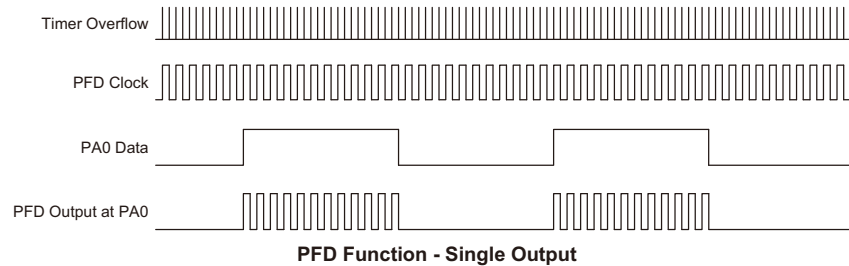 Timer Overflow
PFD Clock
PA0 Data
PFD Output at PA0
PFD Function - Single Output